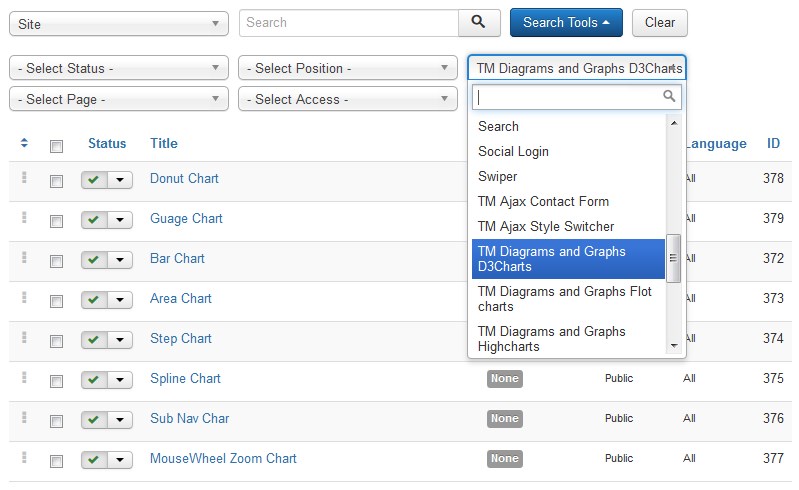 Site
Search
Search Tools
Clear
- Select Status -
- Select Position -
TM Diagrams and Graphs D3Charts
- Select Page -
- Select Access -
Search
Social Login
Swiper
TM Ajax Contact Form
TM Ajax Style Switcher
TM Diagrams and Graphs
D3Charts
TM Diagrams and Graphs Flot
charts
TM Diagrams and Graphs
Highcharts
Status Title Language ID
Donut Chart All 378
Guage Chart 379
Bar Chart All 372
Area Chart All 373
Step Chart All 374
Spline Chart None Public All 375
Sub Nav Char None Public All 376
MouseWheel Zoom Chart None Public All 377